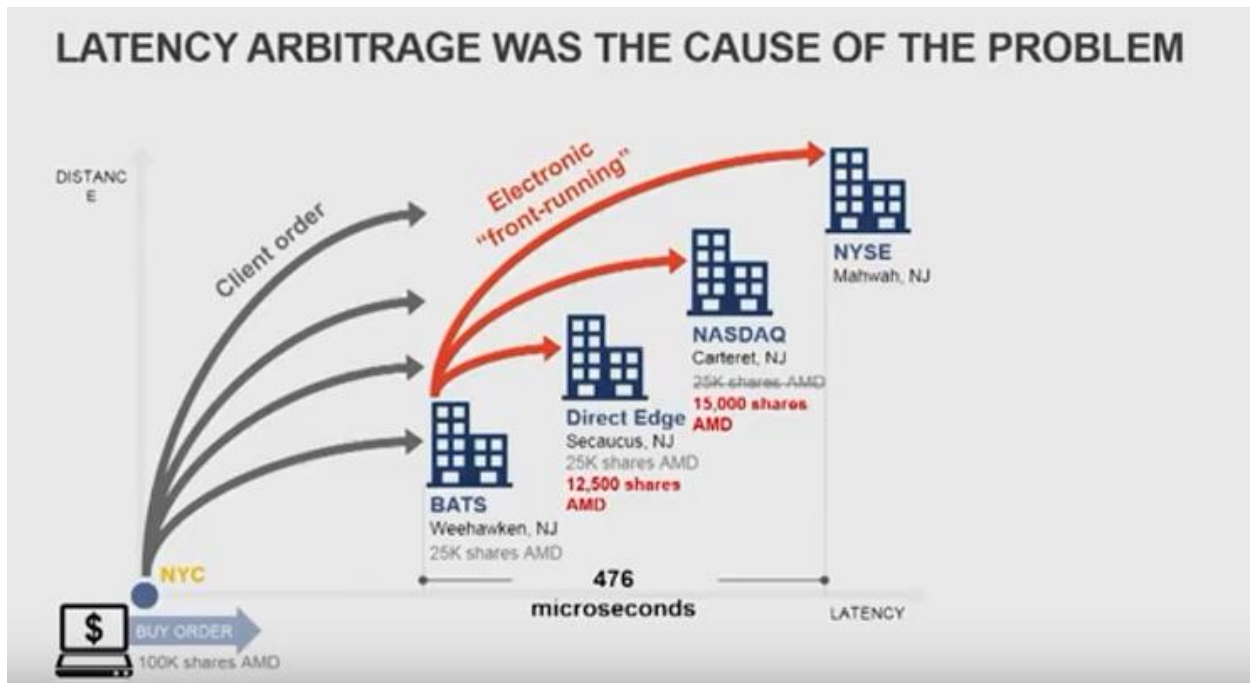 LATENCY ARBITRAGE WAS THE CAUSE OF THE PROBLEM
DISTANC
E
Client order
Electronic
"front-running"
NYSE
Mahwah, NJ
NASDAQ
Carteret, NJ
25K shares AMD
15,000 shares
AMD
Direct Edge
Secaucus, NJ
25K shares AMD
12,500 shares
AMD
BATS
Weehawken, NJ
25K shares AMD
476
microseconds
LATENCY
NYC
$
BUY ORDER
100K shares AMD